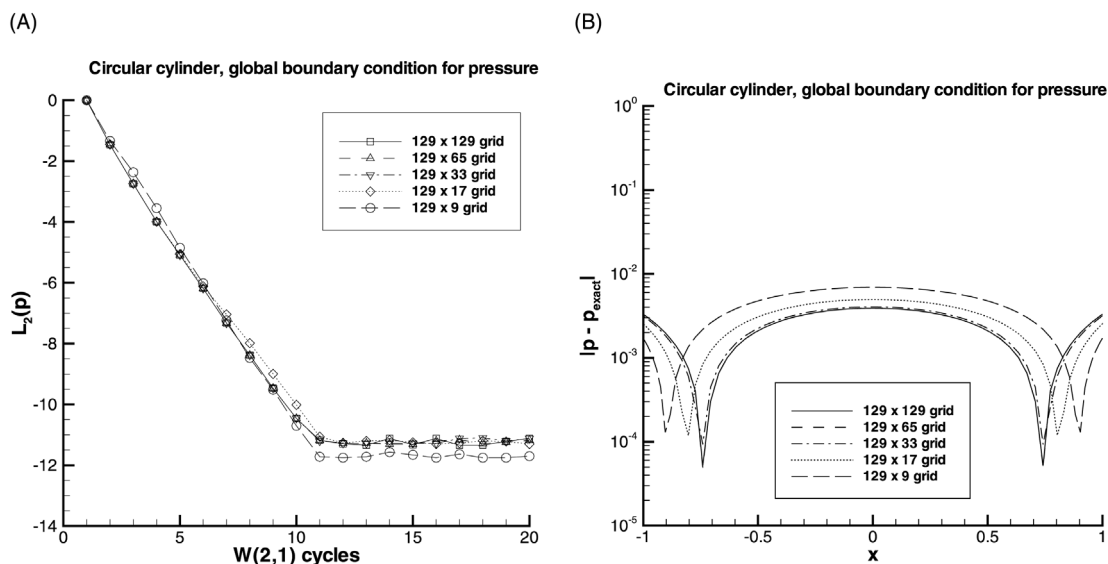 (A)
Circular cylinder, global boundary condition for pressure
0
-2
-4
-6
-8
-10
-12
-14
L2(p)
129 x 129 grid
129 x 65 grid
129 x 33 grid
129 x 17 grid
129 x 9 grid
0 5 10 15 20
W(2,1) cycles
(B)
Circular cylinder, global boundary condition for pressure
10^0
10^-1
10^-2
10^-3
10^-4
10^-5
|p - p_exact|
129 x 129 grid
129 x 65 grid
129 x 33 grid
129 x 17 grid
129 x 9 grid
-1 -0.5 0 0.5 1
x